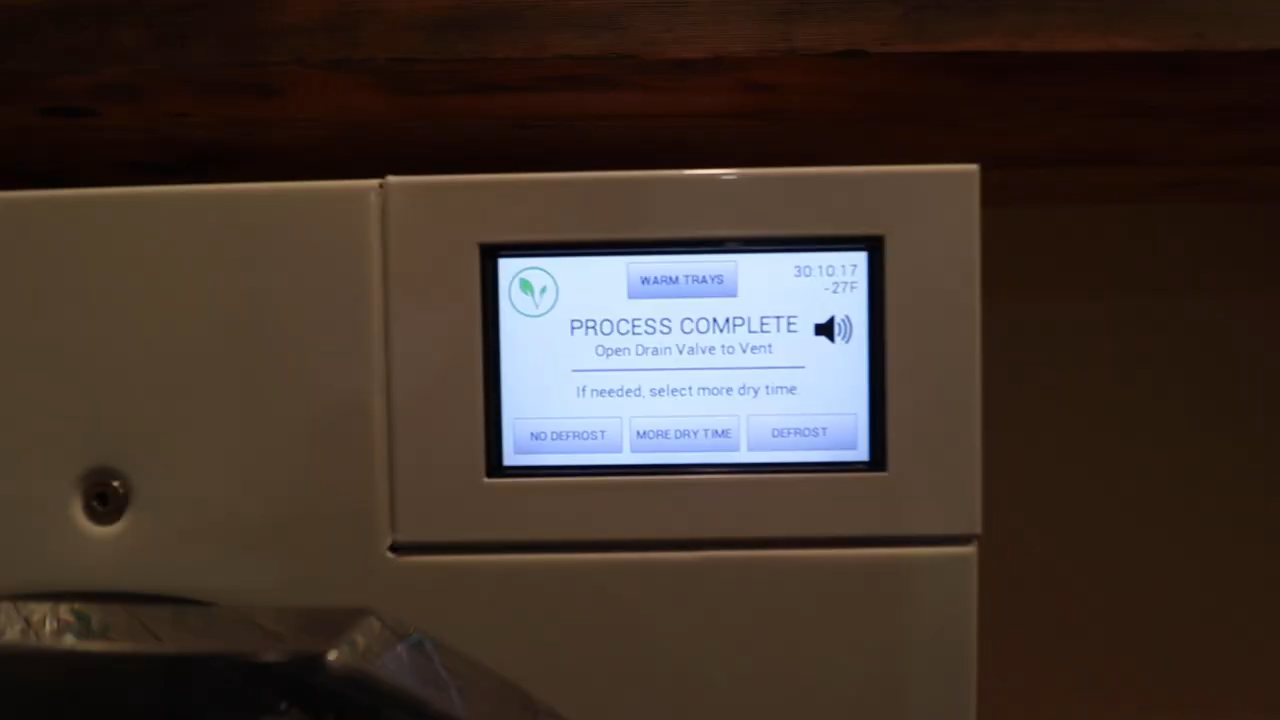 WARM TRAYS
30:10.17
-27F
PROCESS COMPLETE
Open Drain Valve to Vent
If needed, select more dry time.
NO DEFROST
MORE DRY TIME
DEFROST